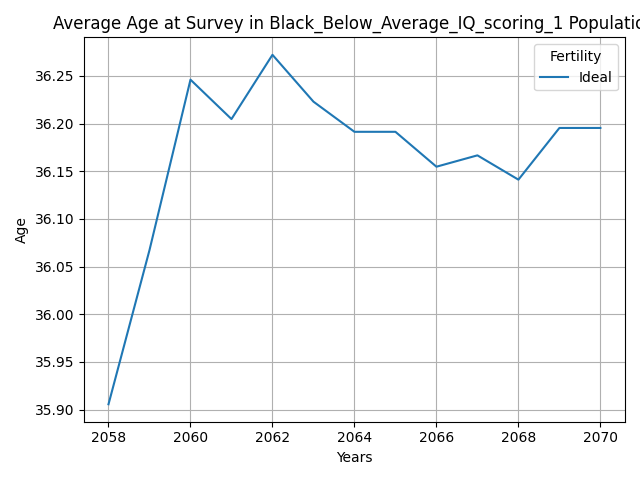 Average Age at Survey in Black_Below_Average_IQ_scoring_1 Populatio
Fertility
Ideal
36.25
36.20
36.15
36.10
36.05
36.00
35.95
35.90
Age
2058 2060 2062 2064 2066 2068 2070
Years